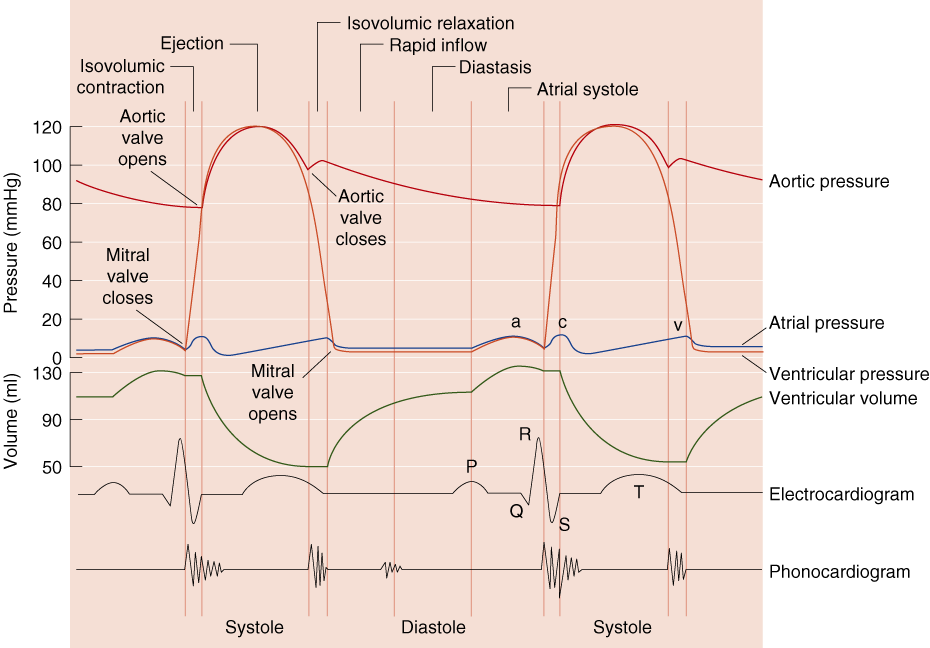 Isovolumic relaxation
Ejection
Rapid inflow
Isovolumic
contraction
Diastasis
Atrial systole
Aortic
valve
opens
120
100
80
60
40
20
0
Pressure (mmHg)
Aortic
valve
closes
Mitral
valve
closes
a
c
v
Mitral
valve
opens
Aortic pressure
Atrial pressure
Ventricular pressure
Ventricular volume
130
90
50
Volume (ml)
R
P
Q
S
T
Electrocardiogram
Phonocardiogram
Systole
Diastole
Systole